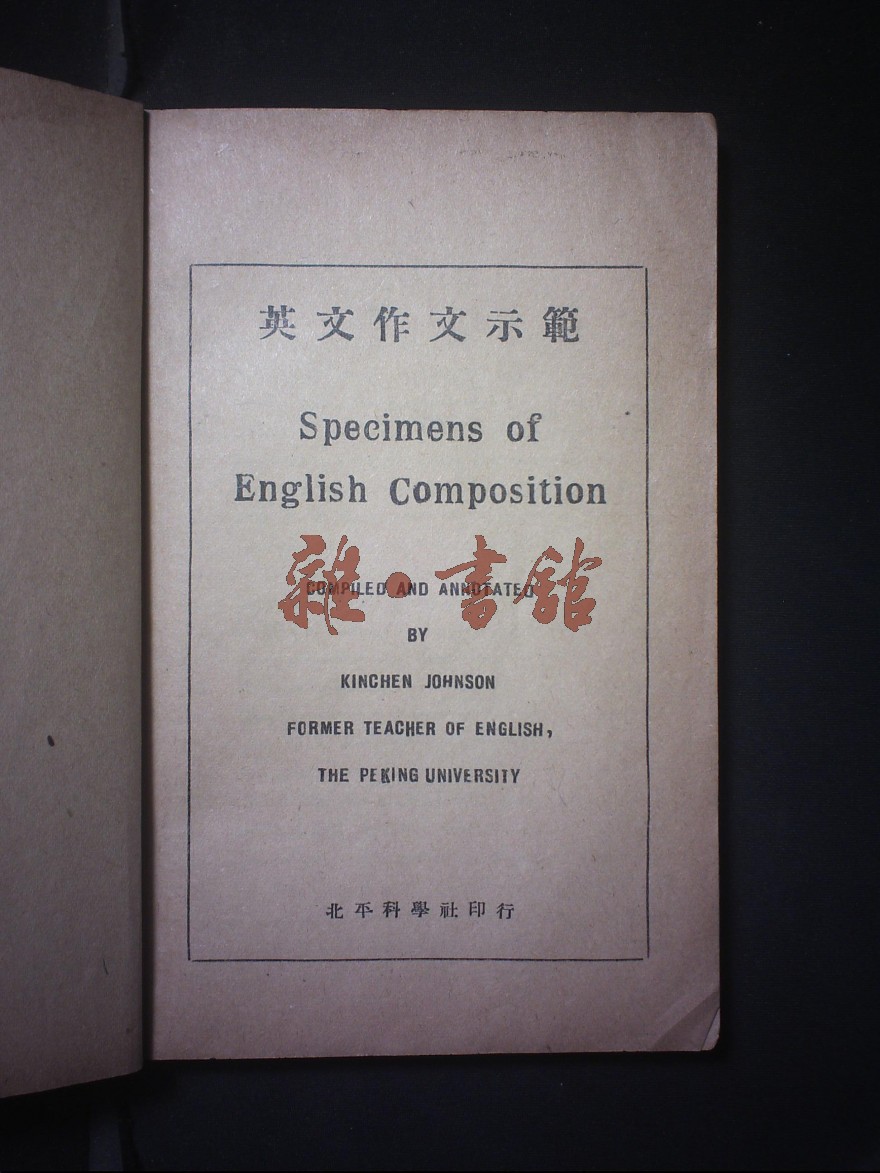 英文作文示範
Specimens of
English Composition
雜·書館
COMPILED AND ANNOTATED
BY
KINCHEN JOHNSON
FORMER TEACHER OF ENGLISH,
THE PEKING UNIVERSITY
北平科學社印行